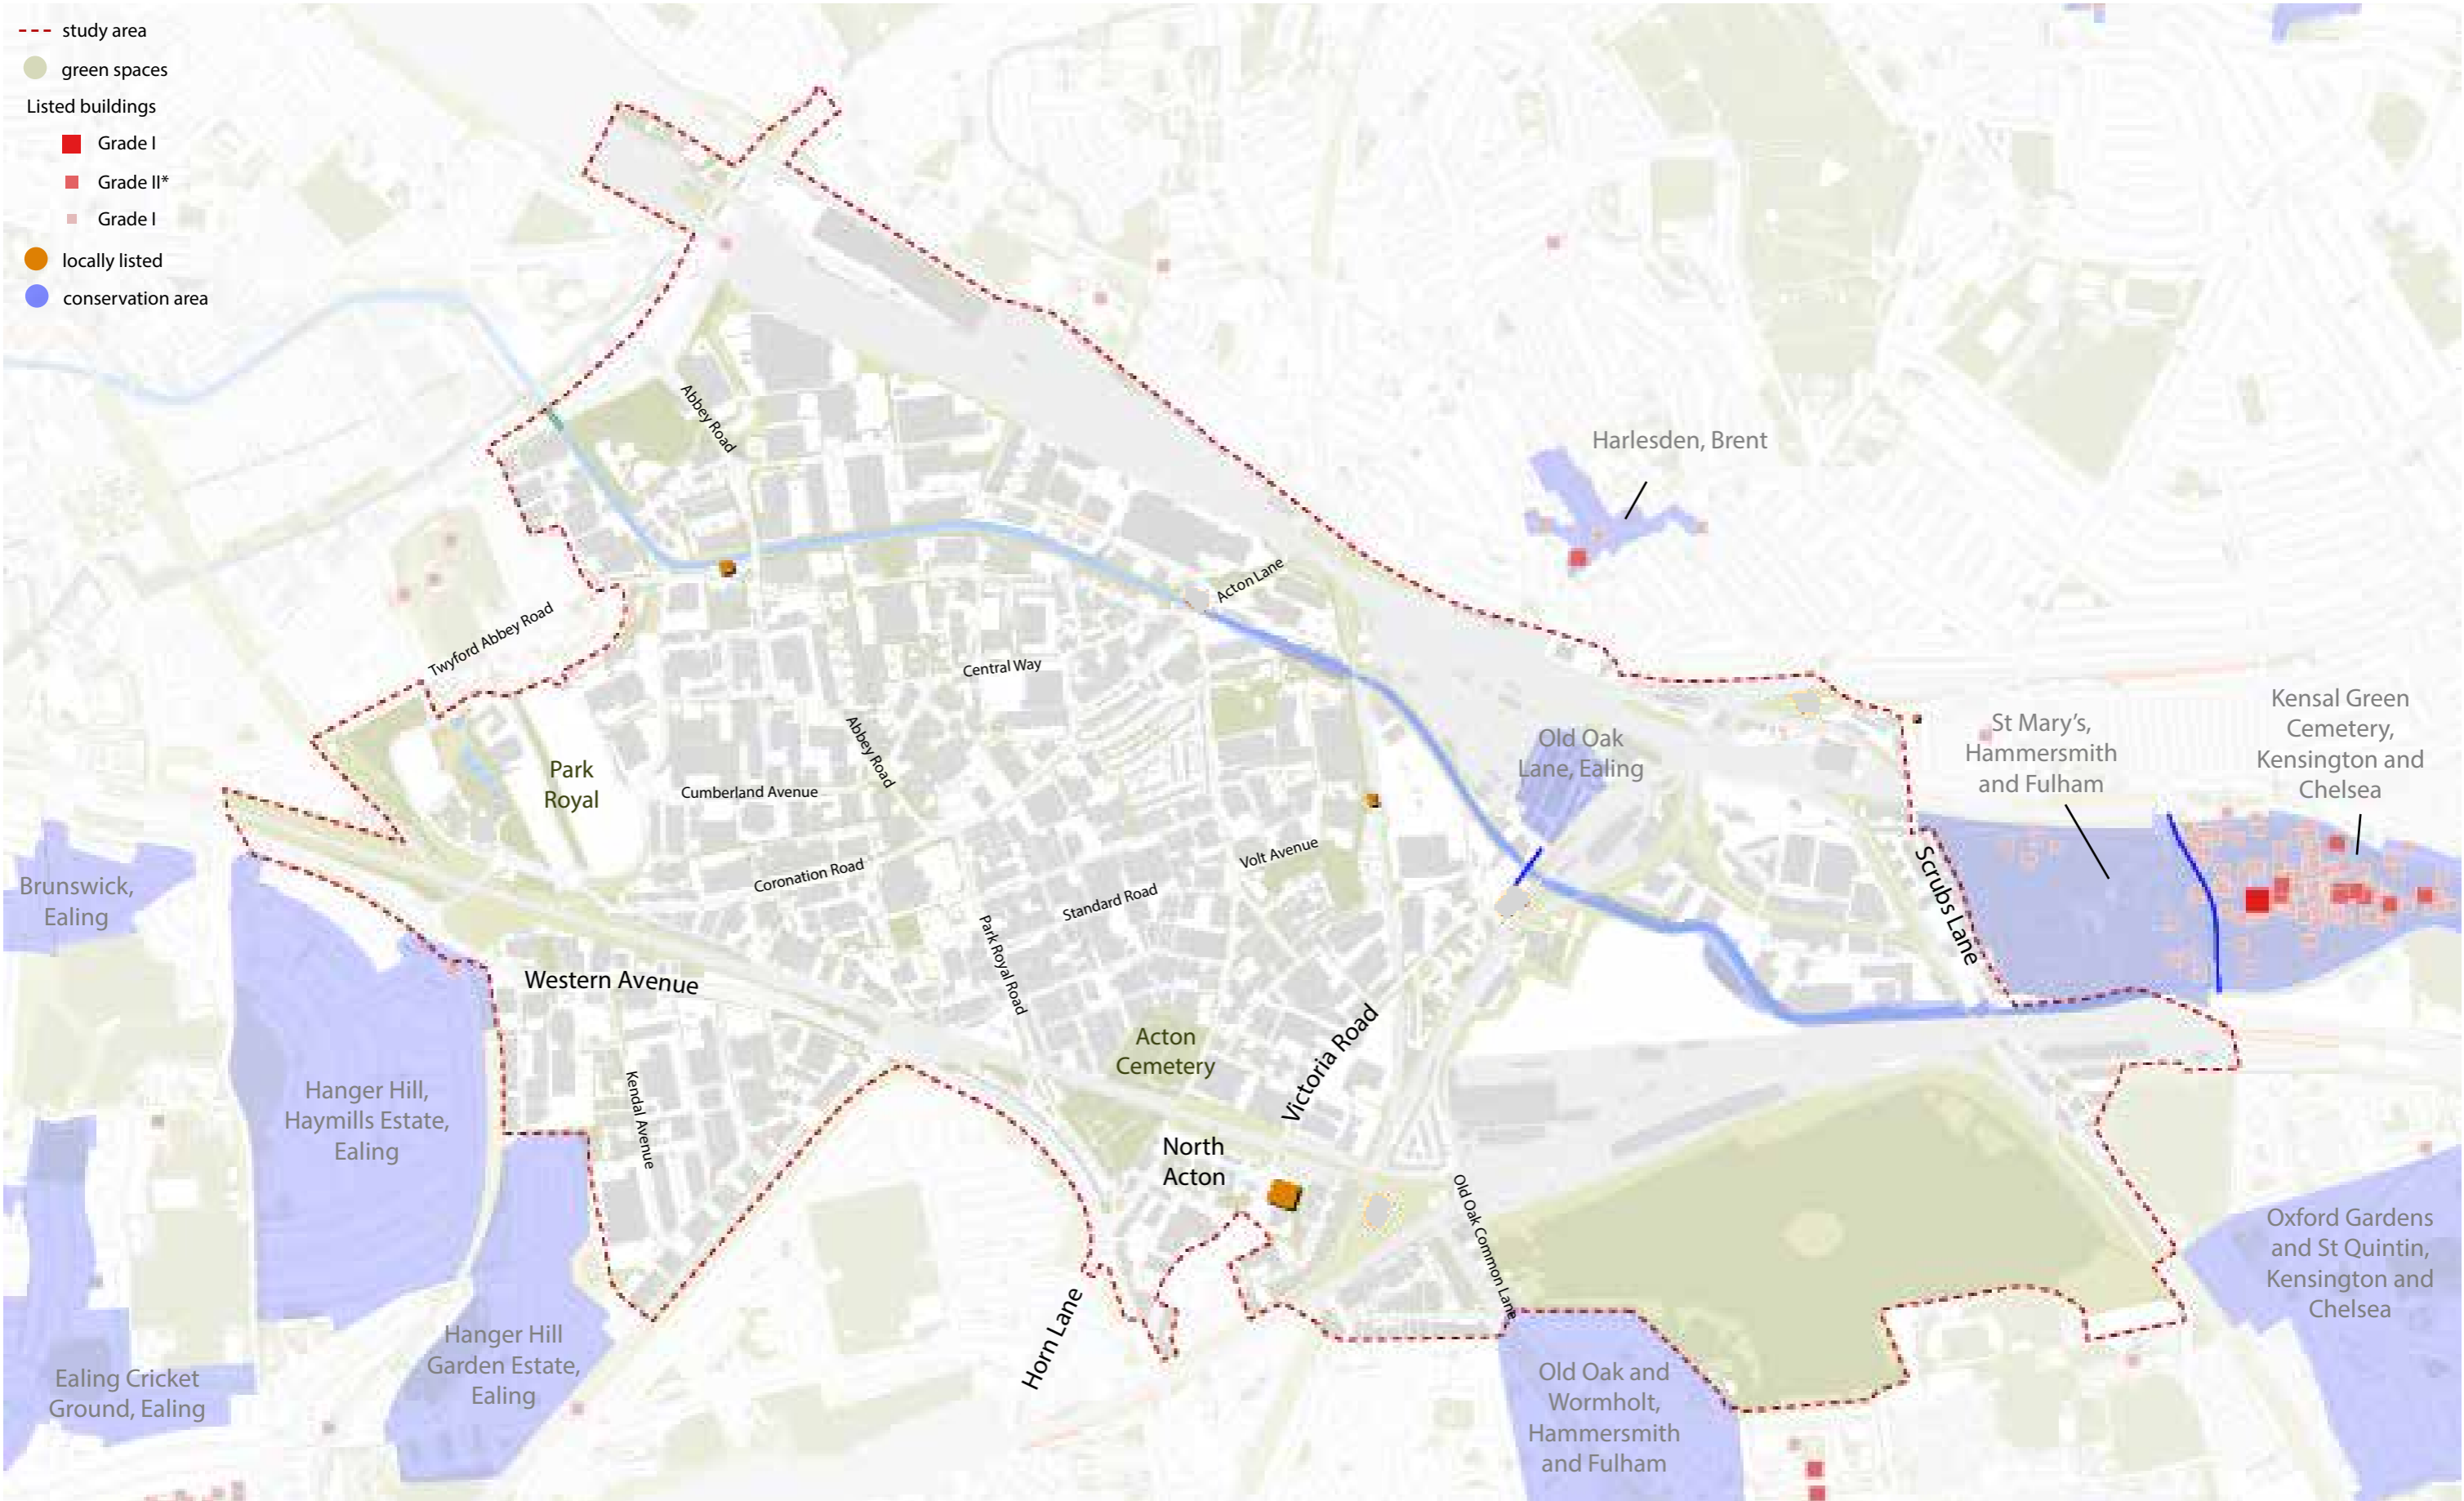 study area
green spaces
Listed buildings
Grade I
Grade II*
Grade I
locally listed
conservation area
Abbey Road
Harlesden, Brent
Acton Lane
Twyford Abbey Road
Central Way
Abbey Road
Park
Royal
Cumberland Avenue
Old Oak
Lane, Ealing
St Mary's,
Hammersmith
and Fulham
Kensal Green
Cemetery,
Kensington and
Chelsea
Coronation Road
Volt Avenue
Standard Road
Scrubs Lane
Brunswick,
Ealing
Park Royal Road
Western Avenue
Acton
Cemetery
Victoria Road
Hanger Hill,
Haymills Estate,
Ealing
Kendal Avenue
North
Acton
Old Oak Common Lane
Oxford Gardens
and St Quintin,
Kensington and
Chelsea
Horn Lane
Hanger Hill
Garden Estate,
Ealing
Ealing Cricket
Ground, Ealing
Old Oak and
Wormholt,
Hammersmith
and Fulham